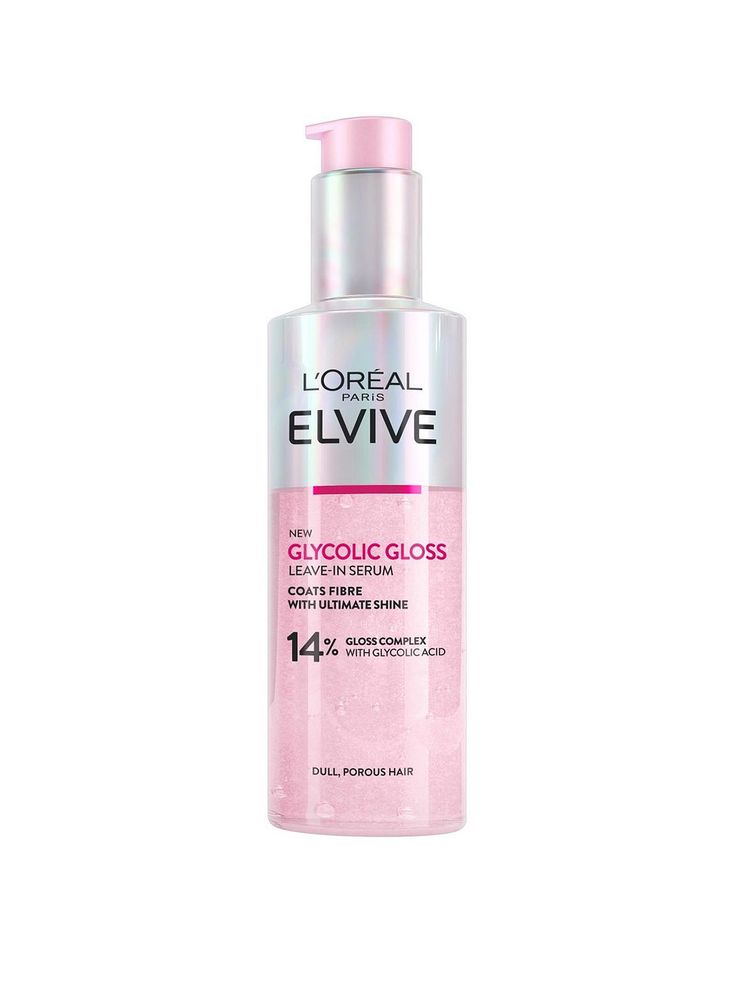 L'ORÉAL
PARIS
ELVIVE
NEW
GLYCOLIC GLOSS
LEAVE-IN SERUM
COATS FIBRE
WITH ULTIMATE SHINE
14% GLOSS COMPLEX
WITH GLYCOLIC ACID
DULL, POROUS HAIR